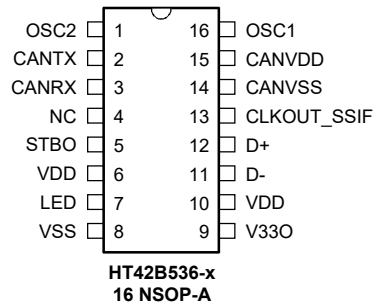 OSC2 1 16 OSC1
CANTX 2 15 CANVDD
CANRX 3 14 CANVSS
NC 4 13 CLKOUT_SSIF
STBO 5 12 D+
VDD 6 11 D-
LED 7 10 VDD
VSS 8 9 V33O
HT42B536-x
16 NSOP-A